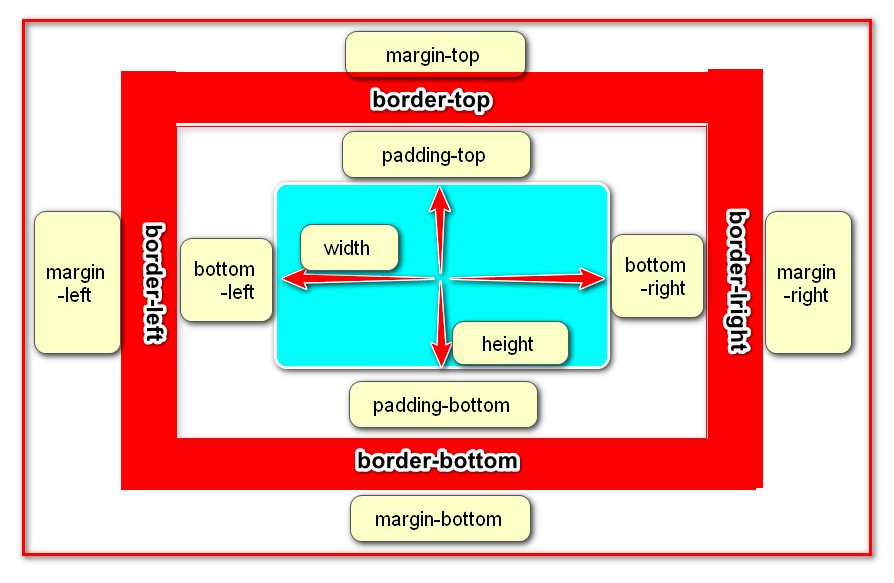 margin-top
border-top
padding-top
margin
-left
border-left
bottom
-left
width
height
bottom
-right
border-lright
margin
-right
padding-bottom
border-bottom
margin-bottom